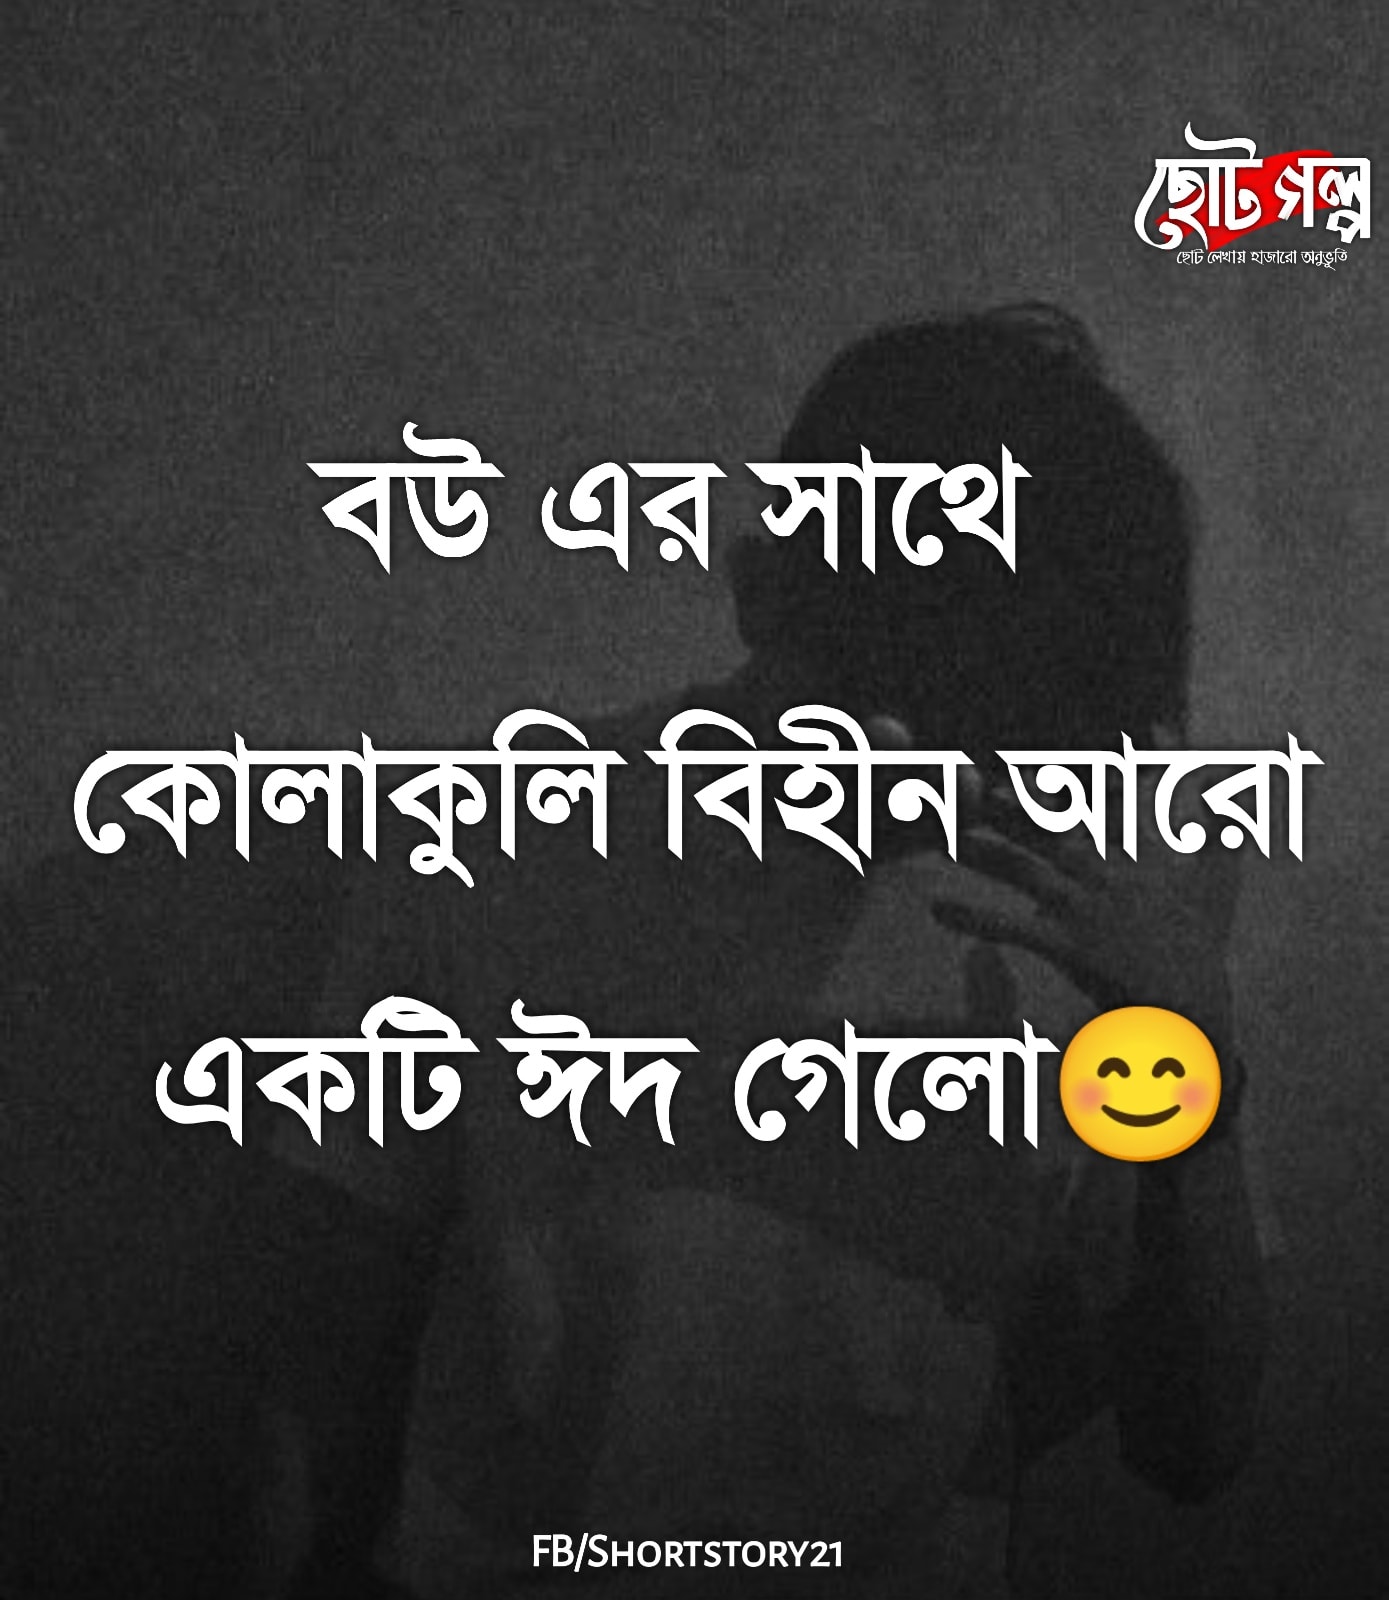 ছোট গল্প
ছোট লেখায় হাজারো অনুভূতি
বউ এর সাথে
কোলাকুলি বিহীন আরো
একটি ঈদ গেলো😊
FB/Shortstory21